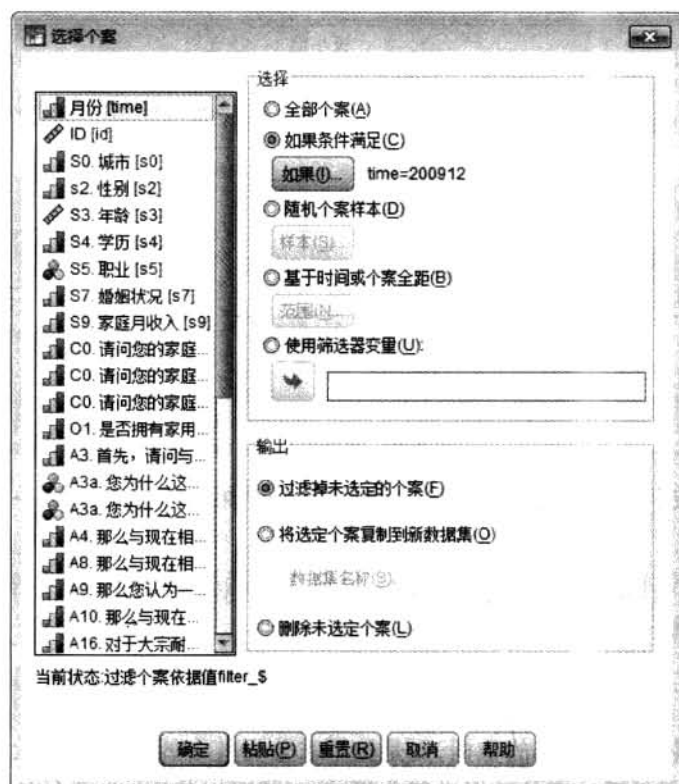 选择个案
月份 [time]
ID [id]
S0. 城市 [s0]
s2. 性别 [s2]
S3. 年龄 [s3]
S4. 学历 [s4]
S5. 职业 [s5]
S7. 婚姻状况 [s7]
S9. 家庭月收入 [s9]
C0. 请问您的家庭...
C0. 请问您的家庭...
C0. 请问您的家庭...
O1. 是否拥有家用...
A3. 首先，请问与...
A3a. 您为什么这...
A3a. 您为什么这...
A4. 那么与现在相...
A8. 那么与现在相...
A9. 那么您认为一...
A10. 那么与现在...
A16. 对于大宗耐...
选择
全部个案(A)
如果条件满足(C)
如果(I)... time=200912
随机个案样本(D)
样本(S)...
基于时间或个案全距(B)
范围(N)...
使用筛选器变量(U):
输出
过滤掉未选定的个案(F)
将选定个案复制到新数据集(O)
数据集名称(S):
删除未选定个案(L)
当前状态:过滤个案依据值filter_$
确定 粘贴(P) 重置(R) 取消 帮助